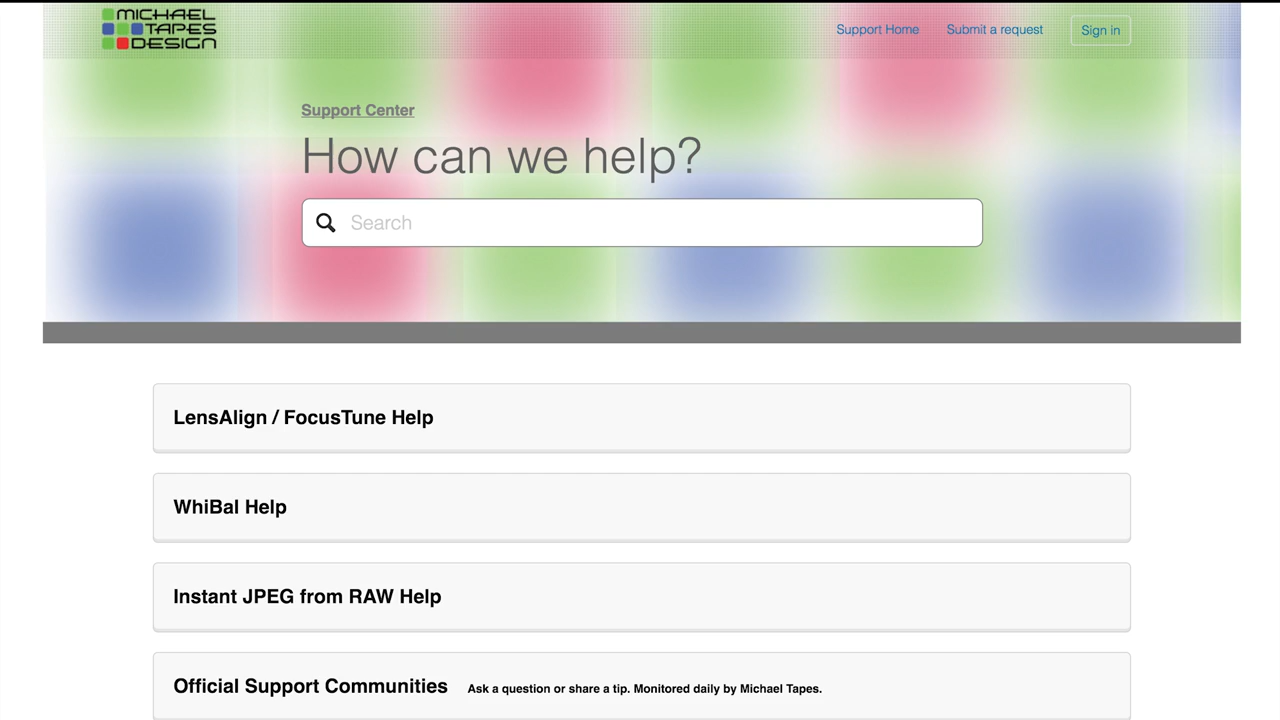 MICHAEL
TAPES
DESIGN
Support Home
Submit a request
Sign in
Support Center
How can we help?
Search
LensAlign / FocusTune Help
WhiBal Help
Instant JPEG from RAW Help
Official Support Communities Ask a question or share a tip. Monitored daily by Michael Tapes.